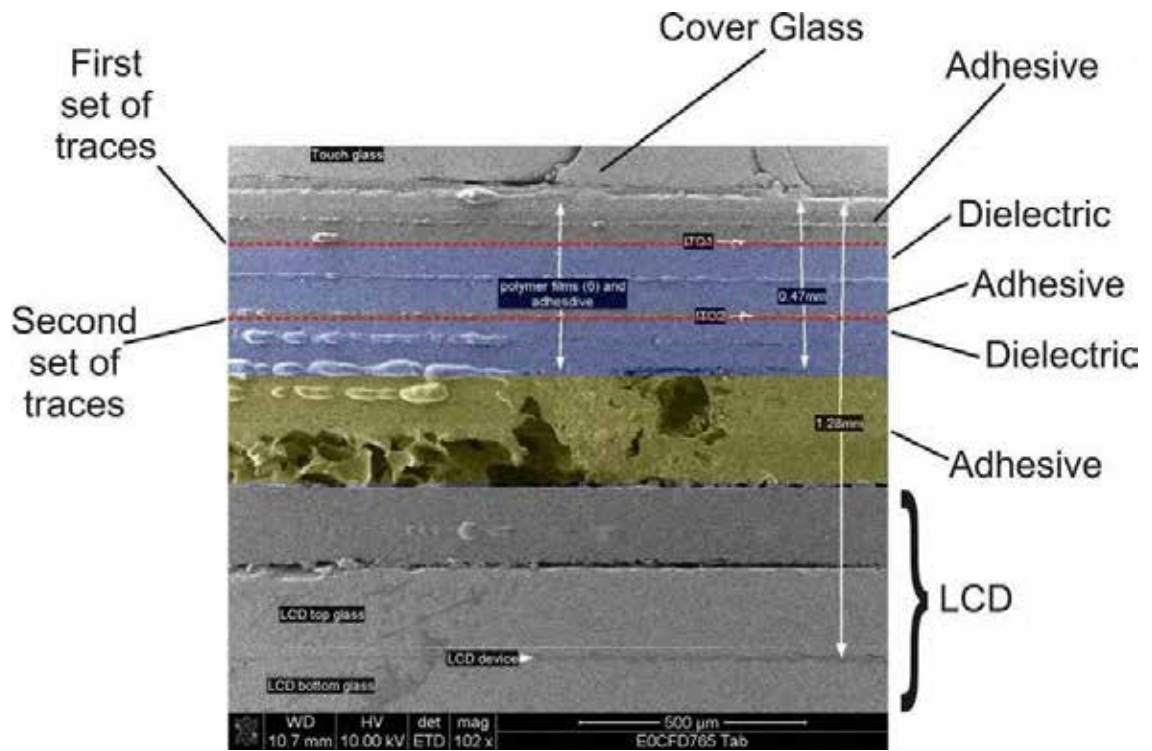 Cover Glass
Adhesive
First
set of
traces
Touch glass
Dielectric
ITO1
Adhesive
polymer films (6) and
adhesdive
0.47mm
Second
set of
traces
ITO2
Dielectric
1.28mm
Adhesive
LCD
LCD top glass
LCD device
LCD bottom glass
WD
HV
det
mag
500 µm
10.7 mm
10.00 kV
ETD
102 x
E0CFD765 Tab